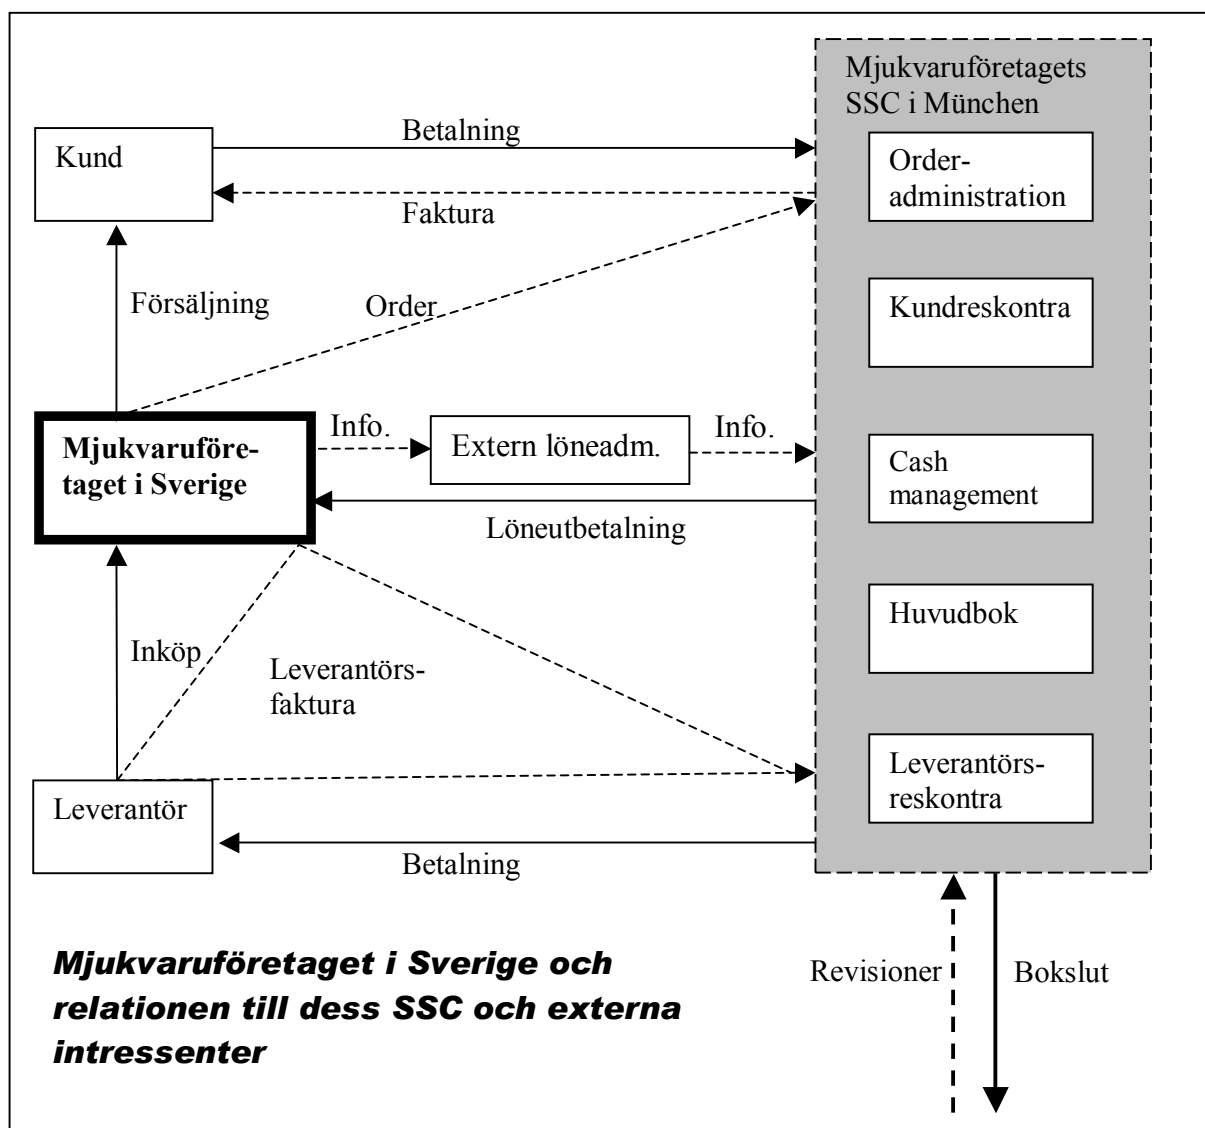 Mjukvaruföretagets
SSC i München
Kund
Betalning
Order-
administration
Faktura
Försäljning
Order
Kundreskontra
Mjukvaruföre-
taget i Sverige
Info.
Extern löneadm.
Info.
Cash
management
Löneutbetalning
Huvudbok
Inköp
Leverantörs-
faktura
Leverantör
Leverantörs-
reskontra
Betalning
Mjukvaruföretaget i Sverige och
relationen till dess SSC och externa
intressenter
Revisioner
Bokslut